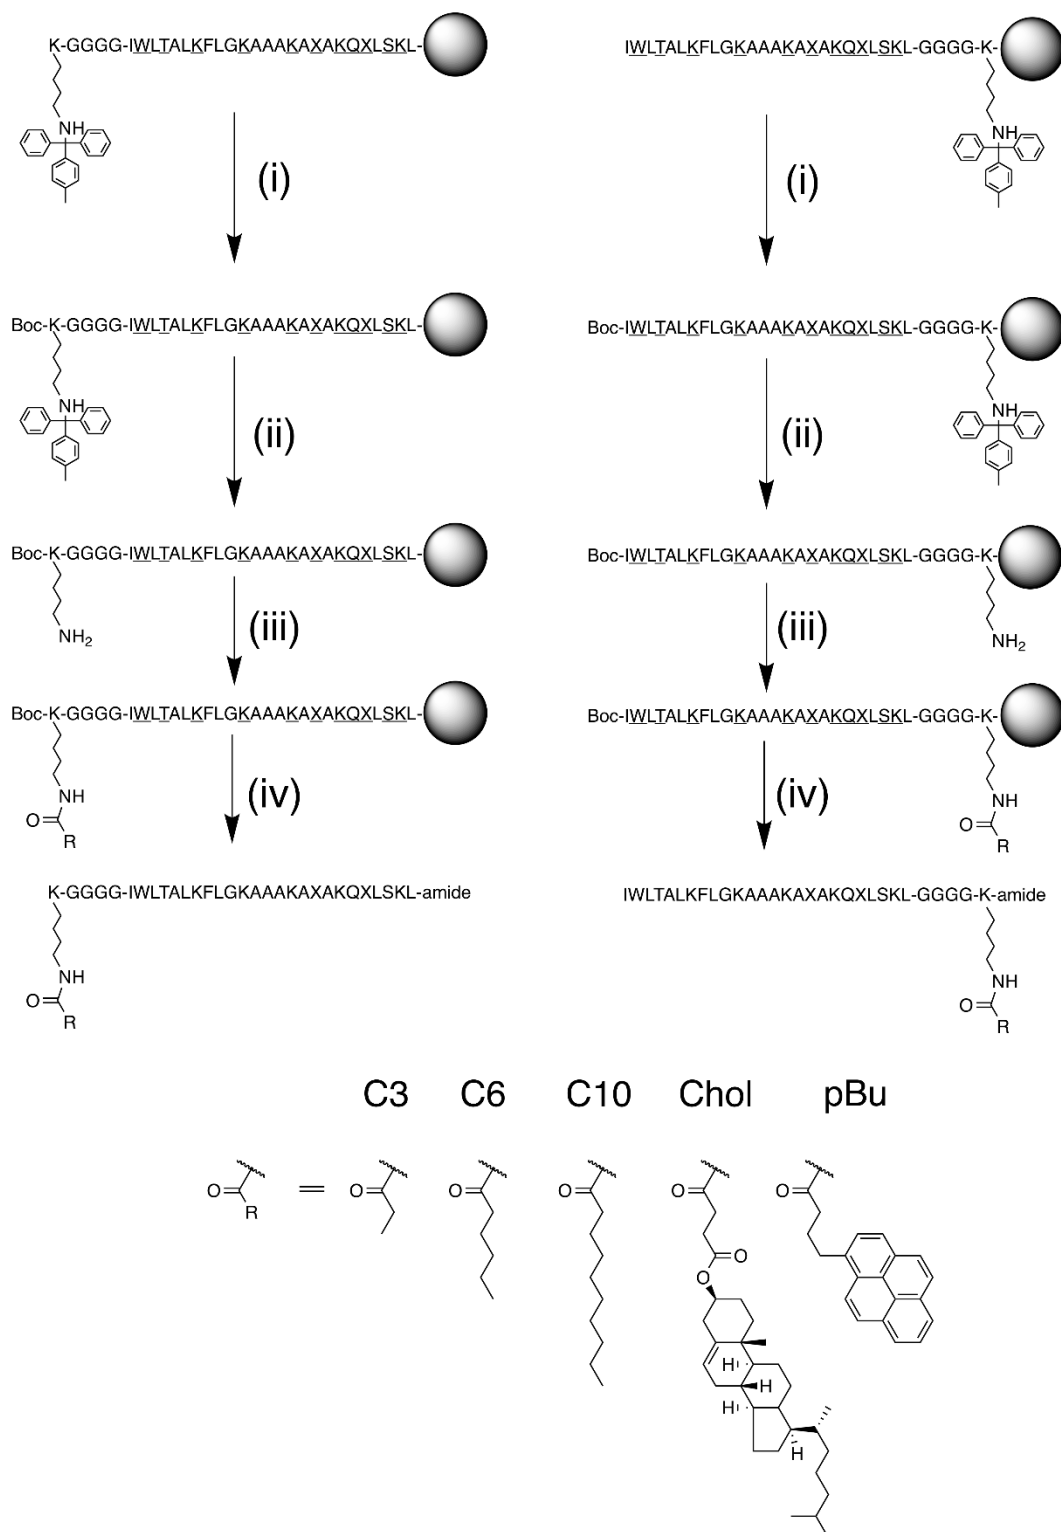 K-GGGG-IWLTALKFLGKAAAKAXAKQXLSKL-
IWLTALKFLGKAAAKAXAKQXLSKL-GGGG-K-
NH
NH
(i)
(i)
Boc-K-GGGG-IWLTALKFLGKAAAKAXAKQXLSKL-
Boc-IWLTALKFLGKAAAKAXAKQXLSKL-GGGG-K-
NH
NH
(ii)
(ii)
Boc-K-GGGG-IWLTALKFLGKAAAKAXAKQXLSKL-
Boc-IWLTALKFLGKAAAKAXAKQXLSKL-GGGG-K-
NH2
NH2
(iii)
(iii)
Boc-K-GGGG-IWLTALKFLGKAAAKAXAKQXLSKL-
Boc-IWLTALKFLGKAAAKAXAKQXLSKL-GGGG-K-
NH
O
R
NH
O
R
(iv)
(iv)
K-GGGG-IWLTALKFLGKAAAKAXAKQXLSKL-amide
IWLTALKFLGKAAAKAXAKQXLSKL-GGGG-K-amide
NH
O
R
NH
O
R
C3 C6 C10 Chol pBu
O
R
=
O
O
O
O
O
O
O
H
H
H
H